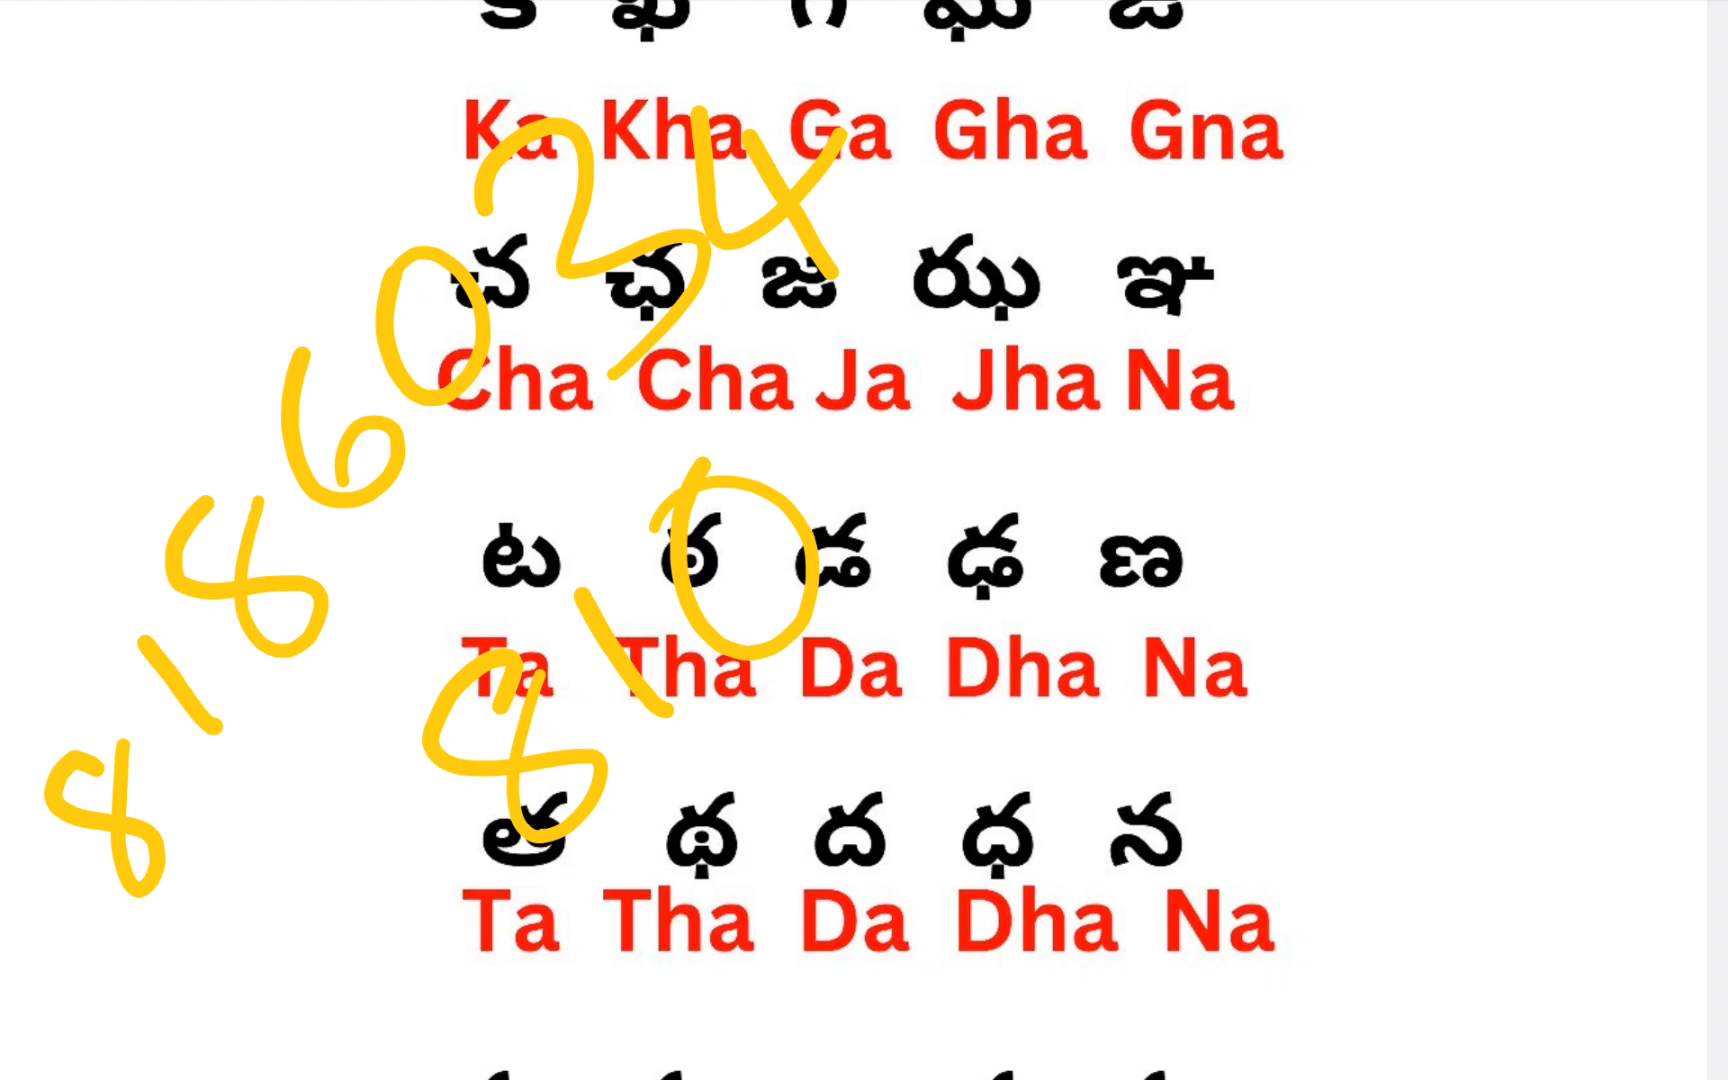 క ఖ గ ఘ ఙ
Ka Kha Ga Gha Gna
చ ఛ జ ఝ ఞ
Cha Cha Ja Jha Na
ట ఠ డ ఢ ణ
Ta Tha Da Dha Na
త థ ద ధ న
Ta Tha Da Dha Na
8186034
810